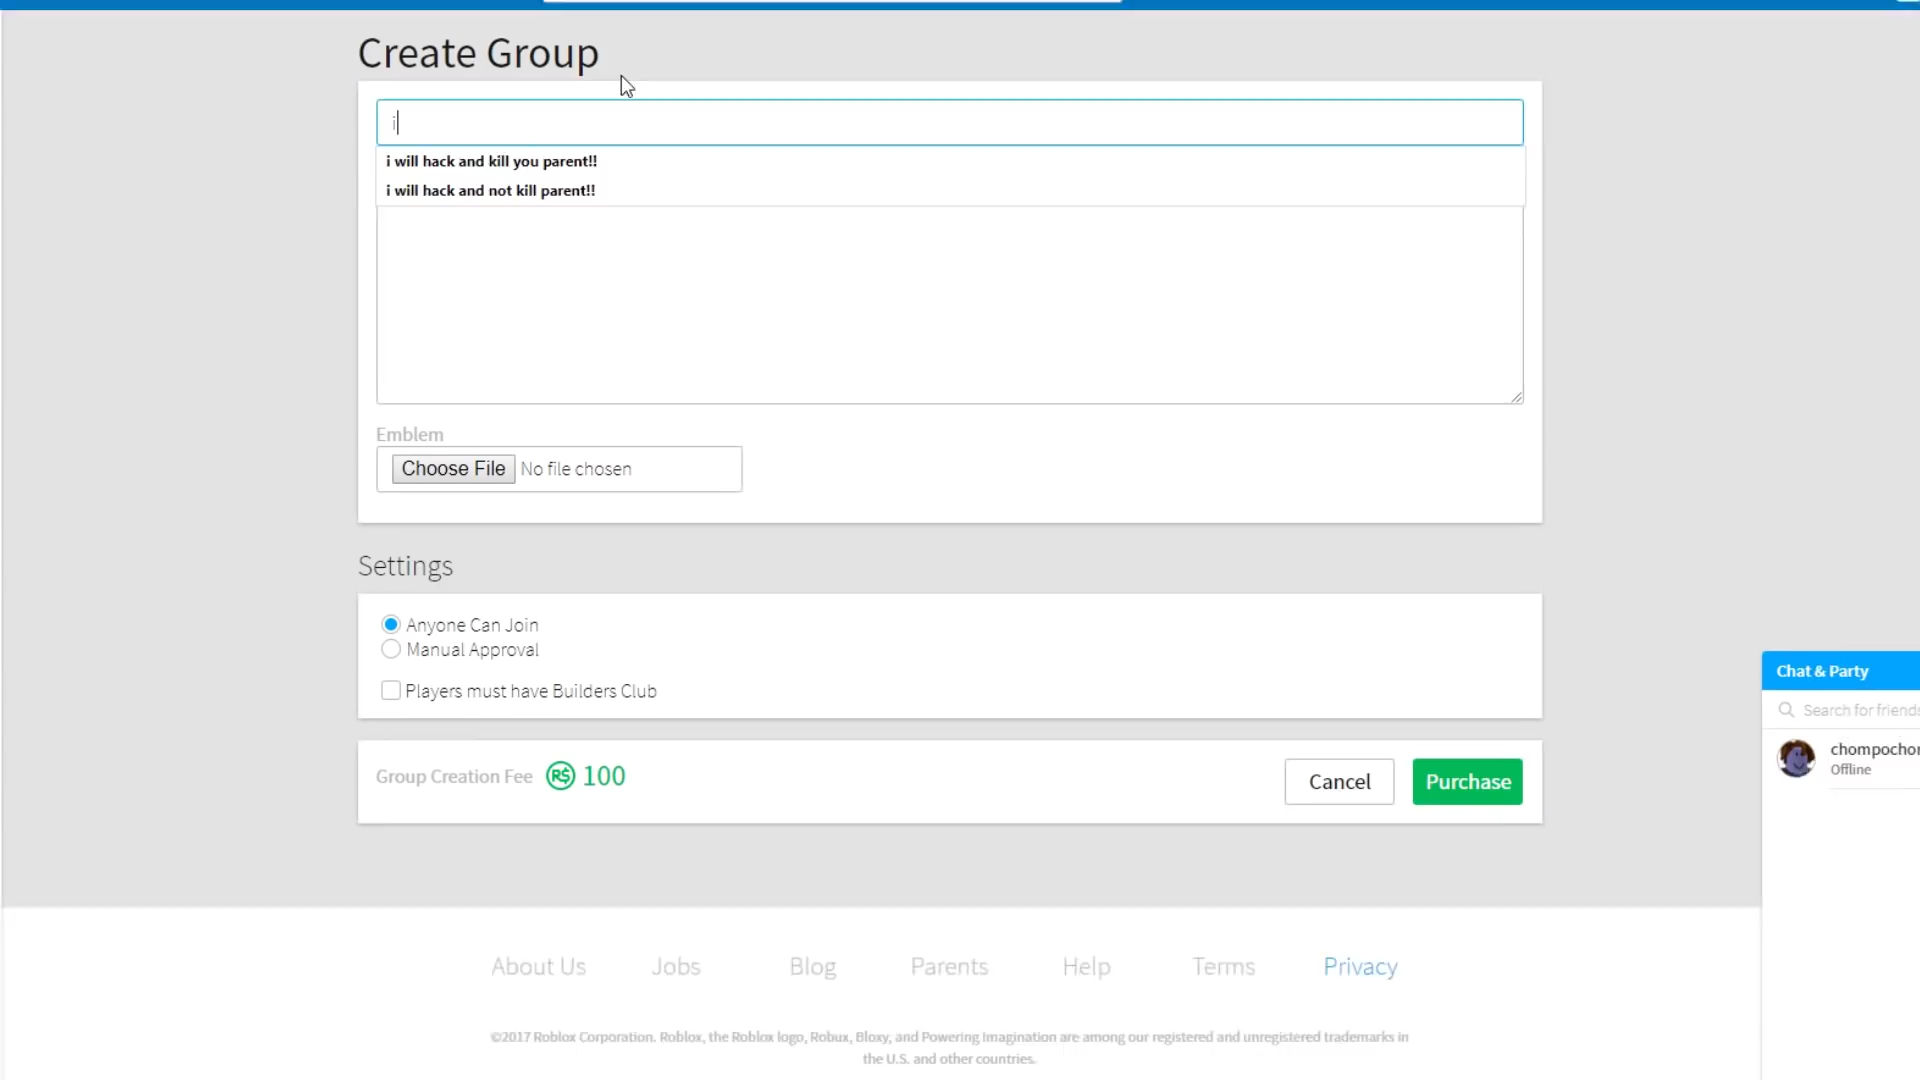 Create Group
i
i will hack and kill you parent!!
i will hack and not kill parent!!
Emblem
Choose File No file chosen
Settings
Anyone Can Join
Manual Approval
Players must have Builders Club
Group Creation Fee R$ 100
Cancel
Purchase
Chat & Party
Search for friends
chompochon
Offline
About Us Jobs Blog Parents Help Terms Privacy
©2017 Roblox Corporation. Roblox, the Roblox logo, Robux, Bloxy, and Powering Imagination are among our registered and unregistered trademarks in
the U.S. and other countries.